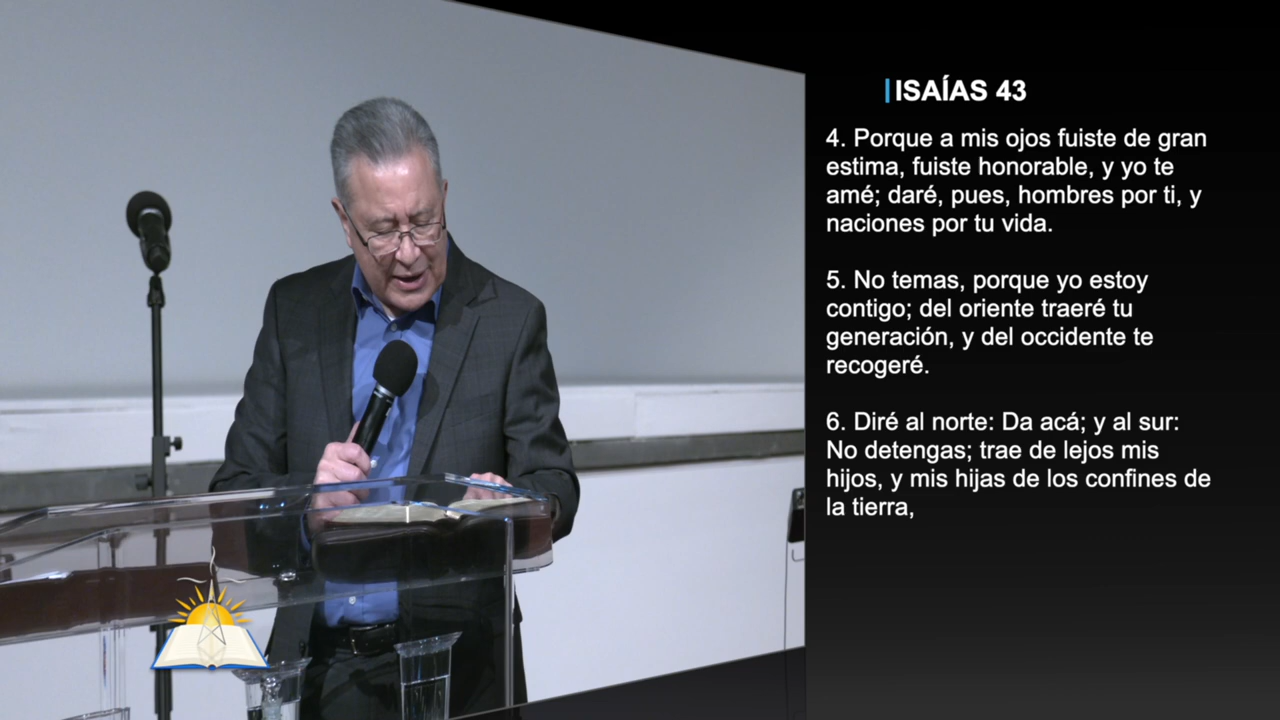 ISAÍAS 43
4. Porque a mis ojos fuiste de gran
estima, fuiste honorable, y yo te
amé; daré, pues, hombres por ti, y
naciones por tu vida.
5. No temas, porque yo estoy
contigo; del oriente traeré tu
generación, y del occidente te
recogeré.
6. Diré al norte: Da acá; y al sur:
No detengas; trae de lejos mis
hijos, y mis hijas de los confines de
la tierra,